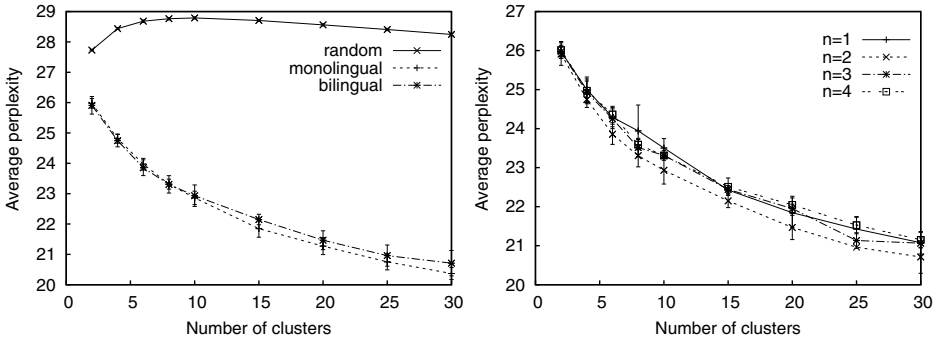 29
28
27
26
25
24
23
22
21
20
Average perplexity
random
monolingual
bilingual
0 5 10 15 20 25 30
Number of clusters
27
26
25
24
23
22
21
20
Average perplexity
n=1
n=2
n=3
n=4
0 5 10 15 20 25 30
Number of clusters